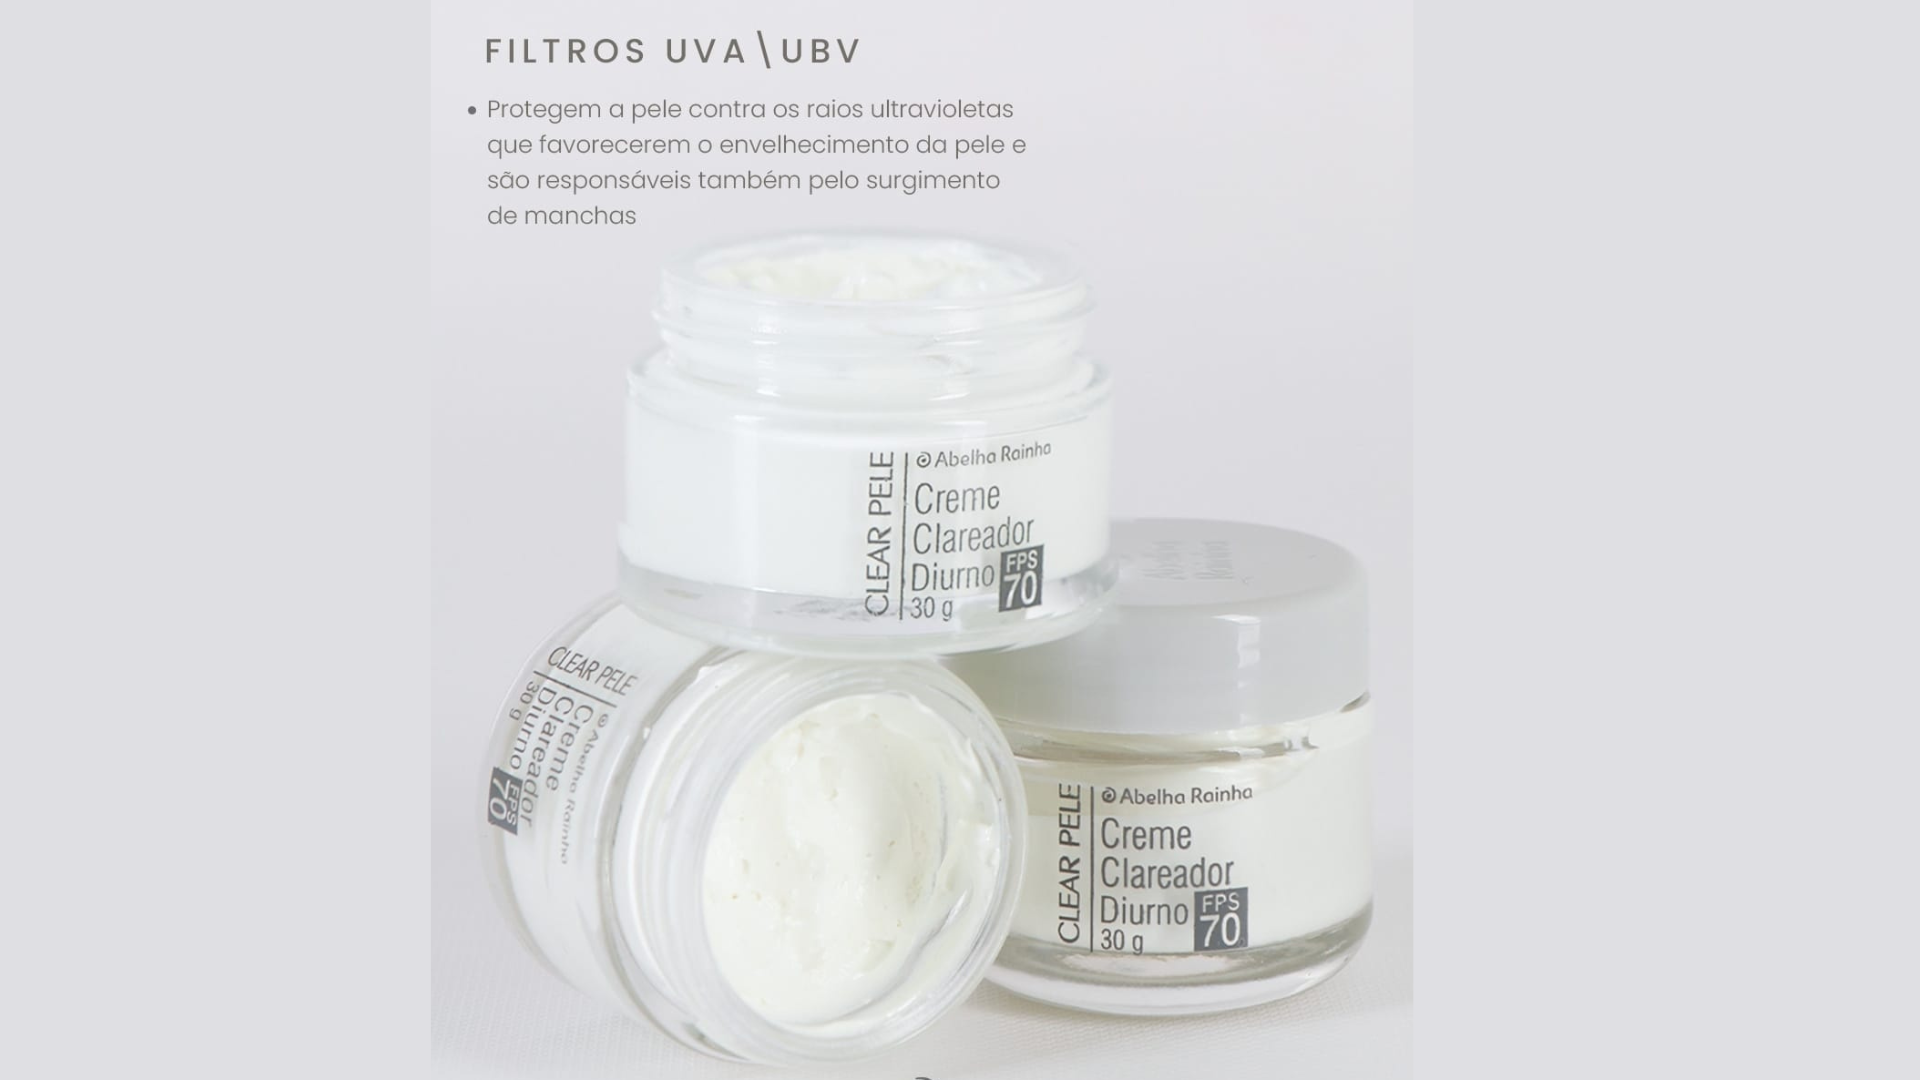 FILTROS UVA\UBV
• Protegem a pele contra os raios ultravioletas
que favorecerem o envelhecimento da pele e
são responsáveis também pelo surgimento
de manchas
CLEAR PELE
Abelha Rainha
Creme
Clareador
Diurno FPS 70
30 g
CLEAR PELE
Abelha Rainha
Creme
Clareador
Diurno FPS 70
30 g
CLEAR PELE
Abelha Rainha
Creme
Clareador
Diurno FPS 70
30 g